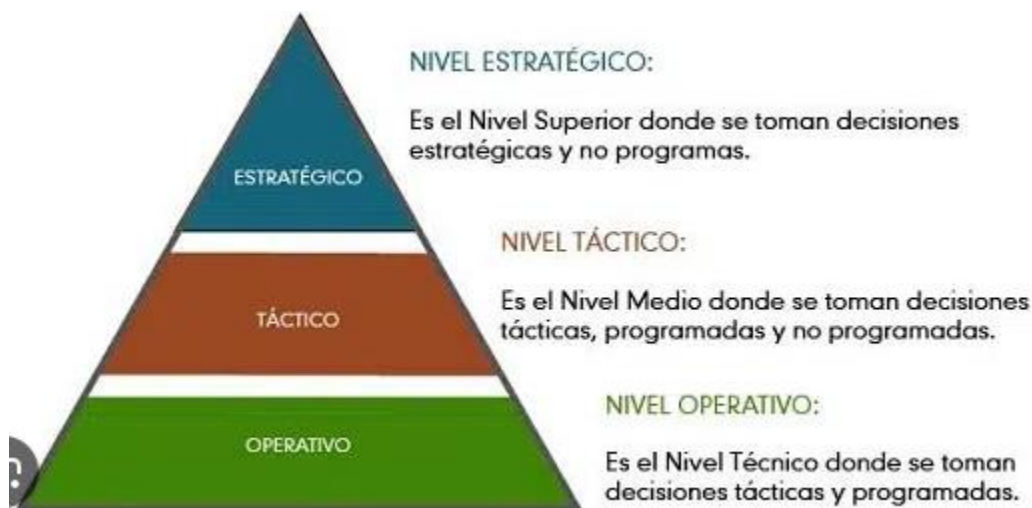 NIVEL ESTRATÉGICO:
Es el Nivel Superior donde se toman decisiones
estratégicas y no programas.
ESTRATÉGICO
NIVEL TÁCTICO:
Es el Nivel Medio donde se toman decisiones
tácticas, programadas y no programadas.
TÁCTICO
NIVEL OPERATIVO:
Es el Nivel Técnico donde se toman
decisiones tácticas y programadas.
OPERATIVO